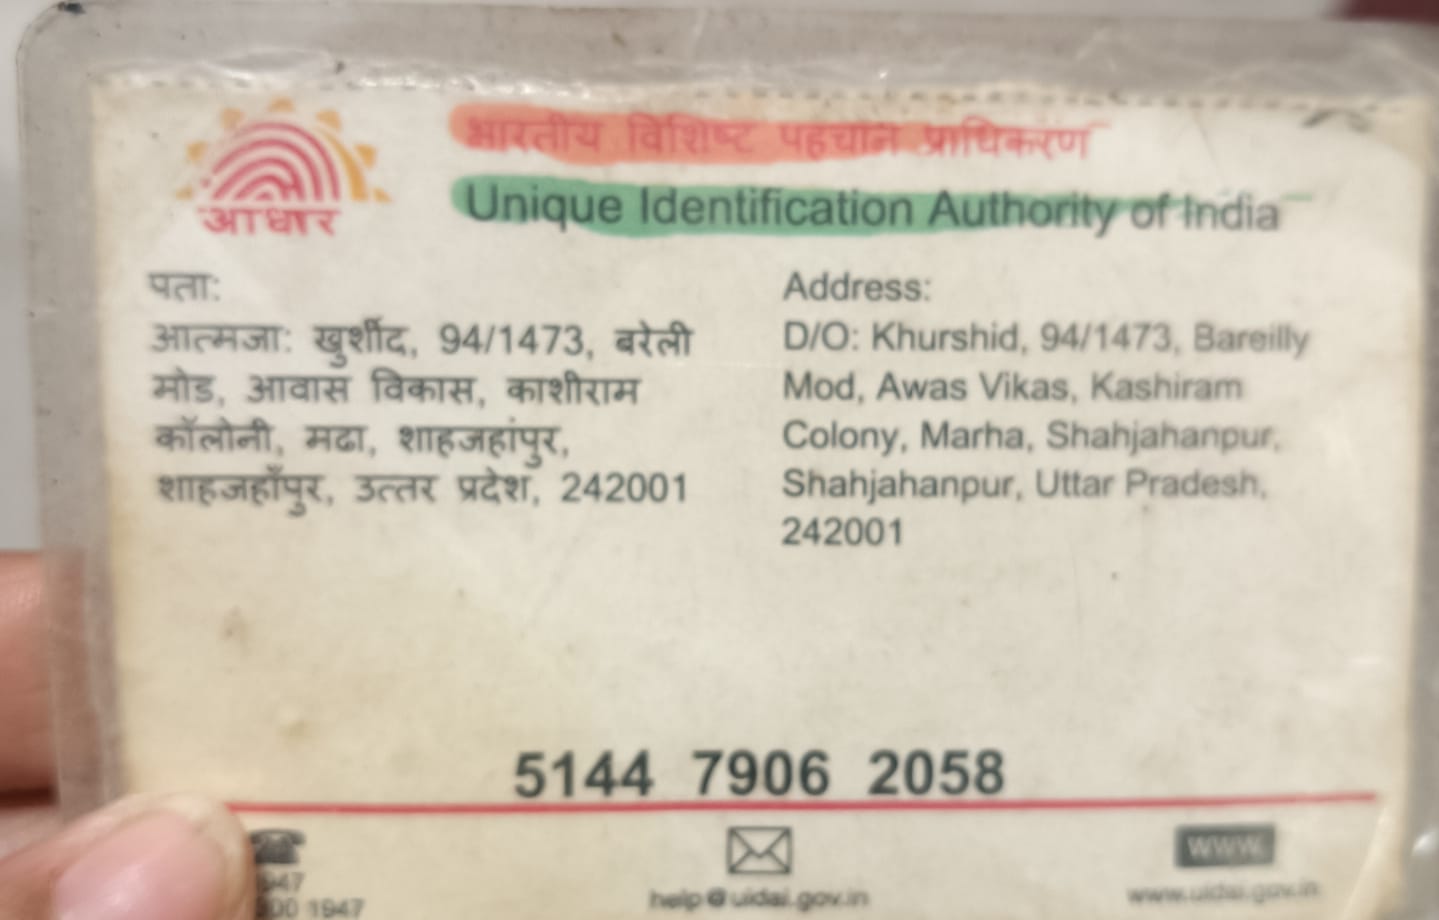 आधार
भारतीय विशिष्ट पहचान प्राधिकरण
Unique Identification Authority of India
पता:
आत्मजा: खुर्शीद, 94/1473, बरेली
मोड, आवास विकास, काशीराम
कॉलोनी, मढा, शाहजहांपुर,
शाहजहाँपुर, उत्तर प्रदेश, 242001
Address:
D/O: Khurshid, 94/1473, Bareilly
Mod, Awas Vikas, Kashiram
Colony, Marha, Shahjahanpur,
Shahjahanpur, Uttar Pradesh,
242001
5144 7906 2058
WWW.
1947
help@uidai.gov.in
www.uidai.gov.in